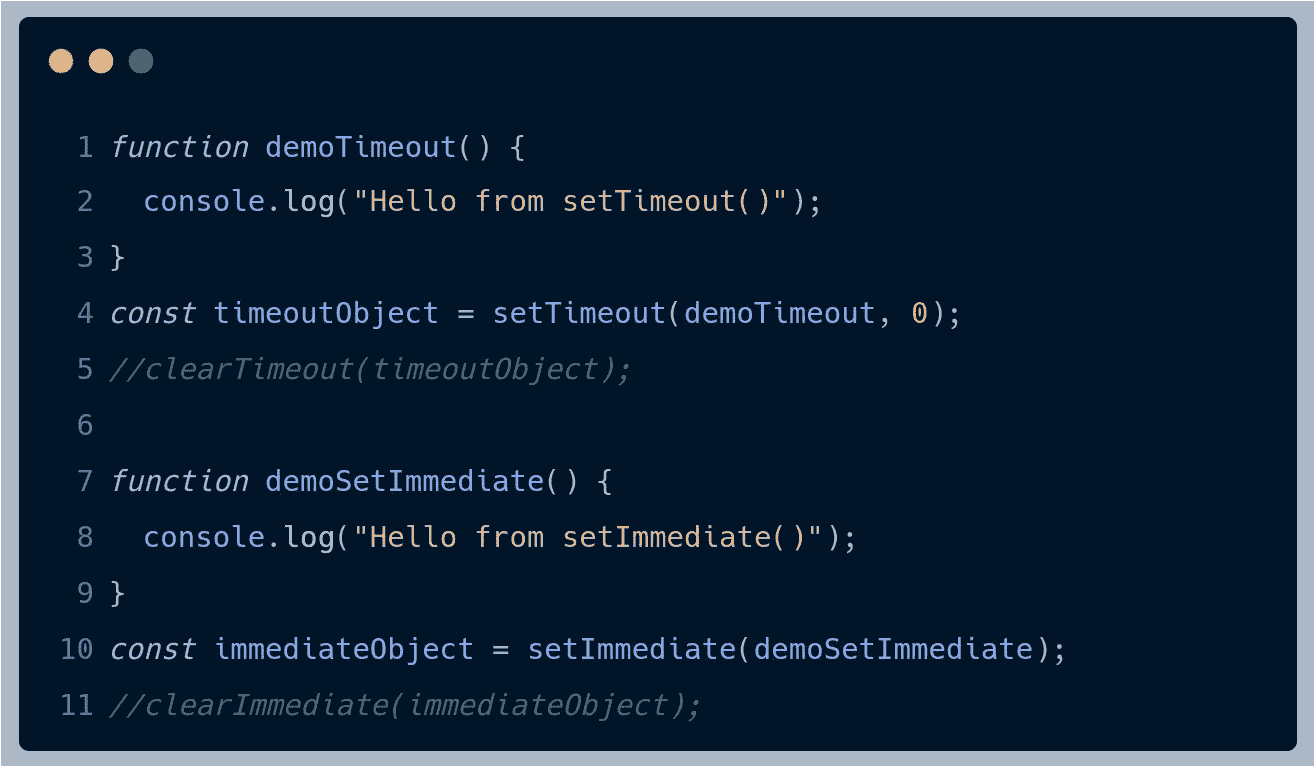 1 function demoTimeout() {
2   console.log("Hello from setTimeout()");
3 }
4 const timeoutObject = setTimeout(demoTimeout, 0);
5 //clearTimeout(timeoutObject);
6
7 function demoSetImmediate() {
8   console.log("Hello from setImmediate()");
9 }
10 const immediateObject = setImmediate(demoSetImmediate);
11 //clearImmediate(immediateObject);